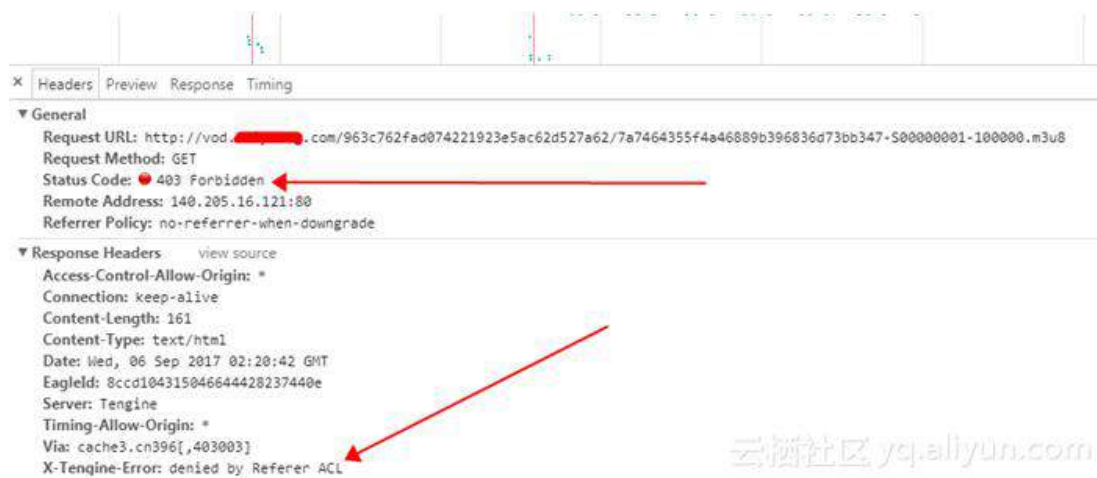 × Headers Preview Response Timing
▼ General
Request URL: http://vod. .com/963c762fad074221923e5ac62d527a62/7a7464355f4a46889b396836d73bb347-S00000001-100000.m3u8
Request Method: GET
Status Code: 403 Forbidden
Remote Address: 140.205.16.121:80
Referrer Policy: no-referrer-when-downgrade
▼ Response Headers view source
Access-Control-Allow-Origin: *
Connection: keep-alive
Content-Length: 161
Content-Type: text/html
Date: Wed, 06 Sep 2017 02:20:42 GMT
EagleId: 8ccd104315046644428237440e
Server: Tengine
Timing-Allow-Origin: *
Via: cache3.cn396[,403003]
X-Tengine-Error: denied by Referer ACL
云栖社区 yq.aliyun.com